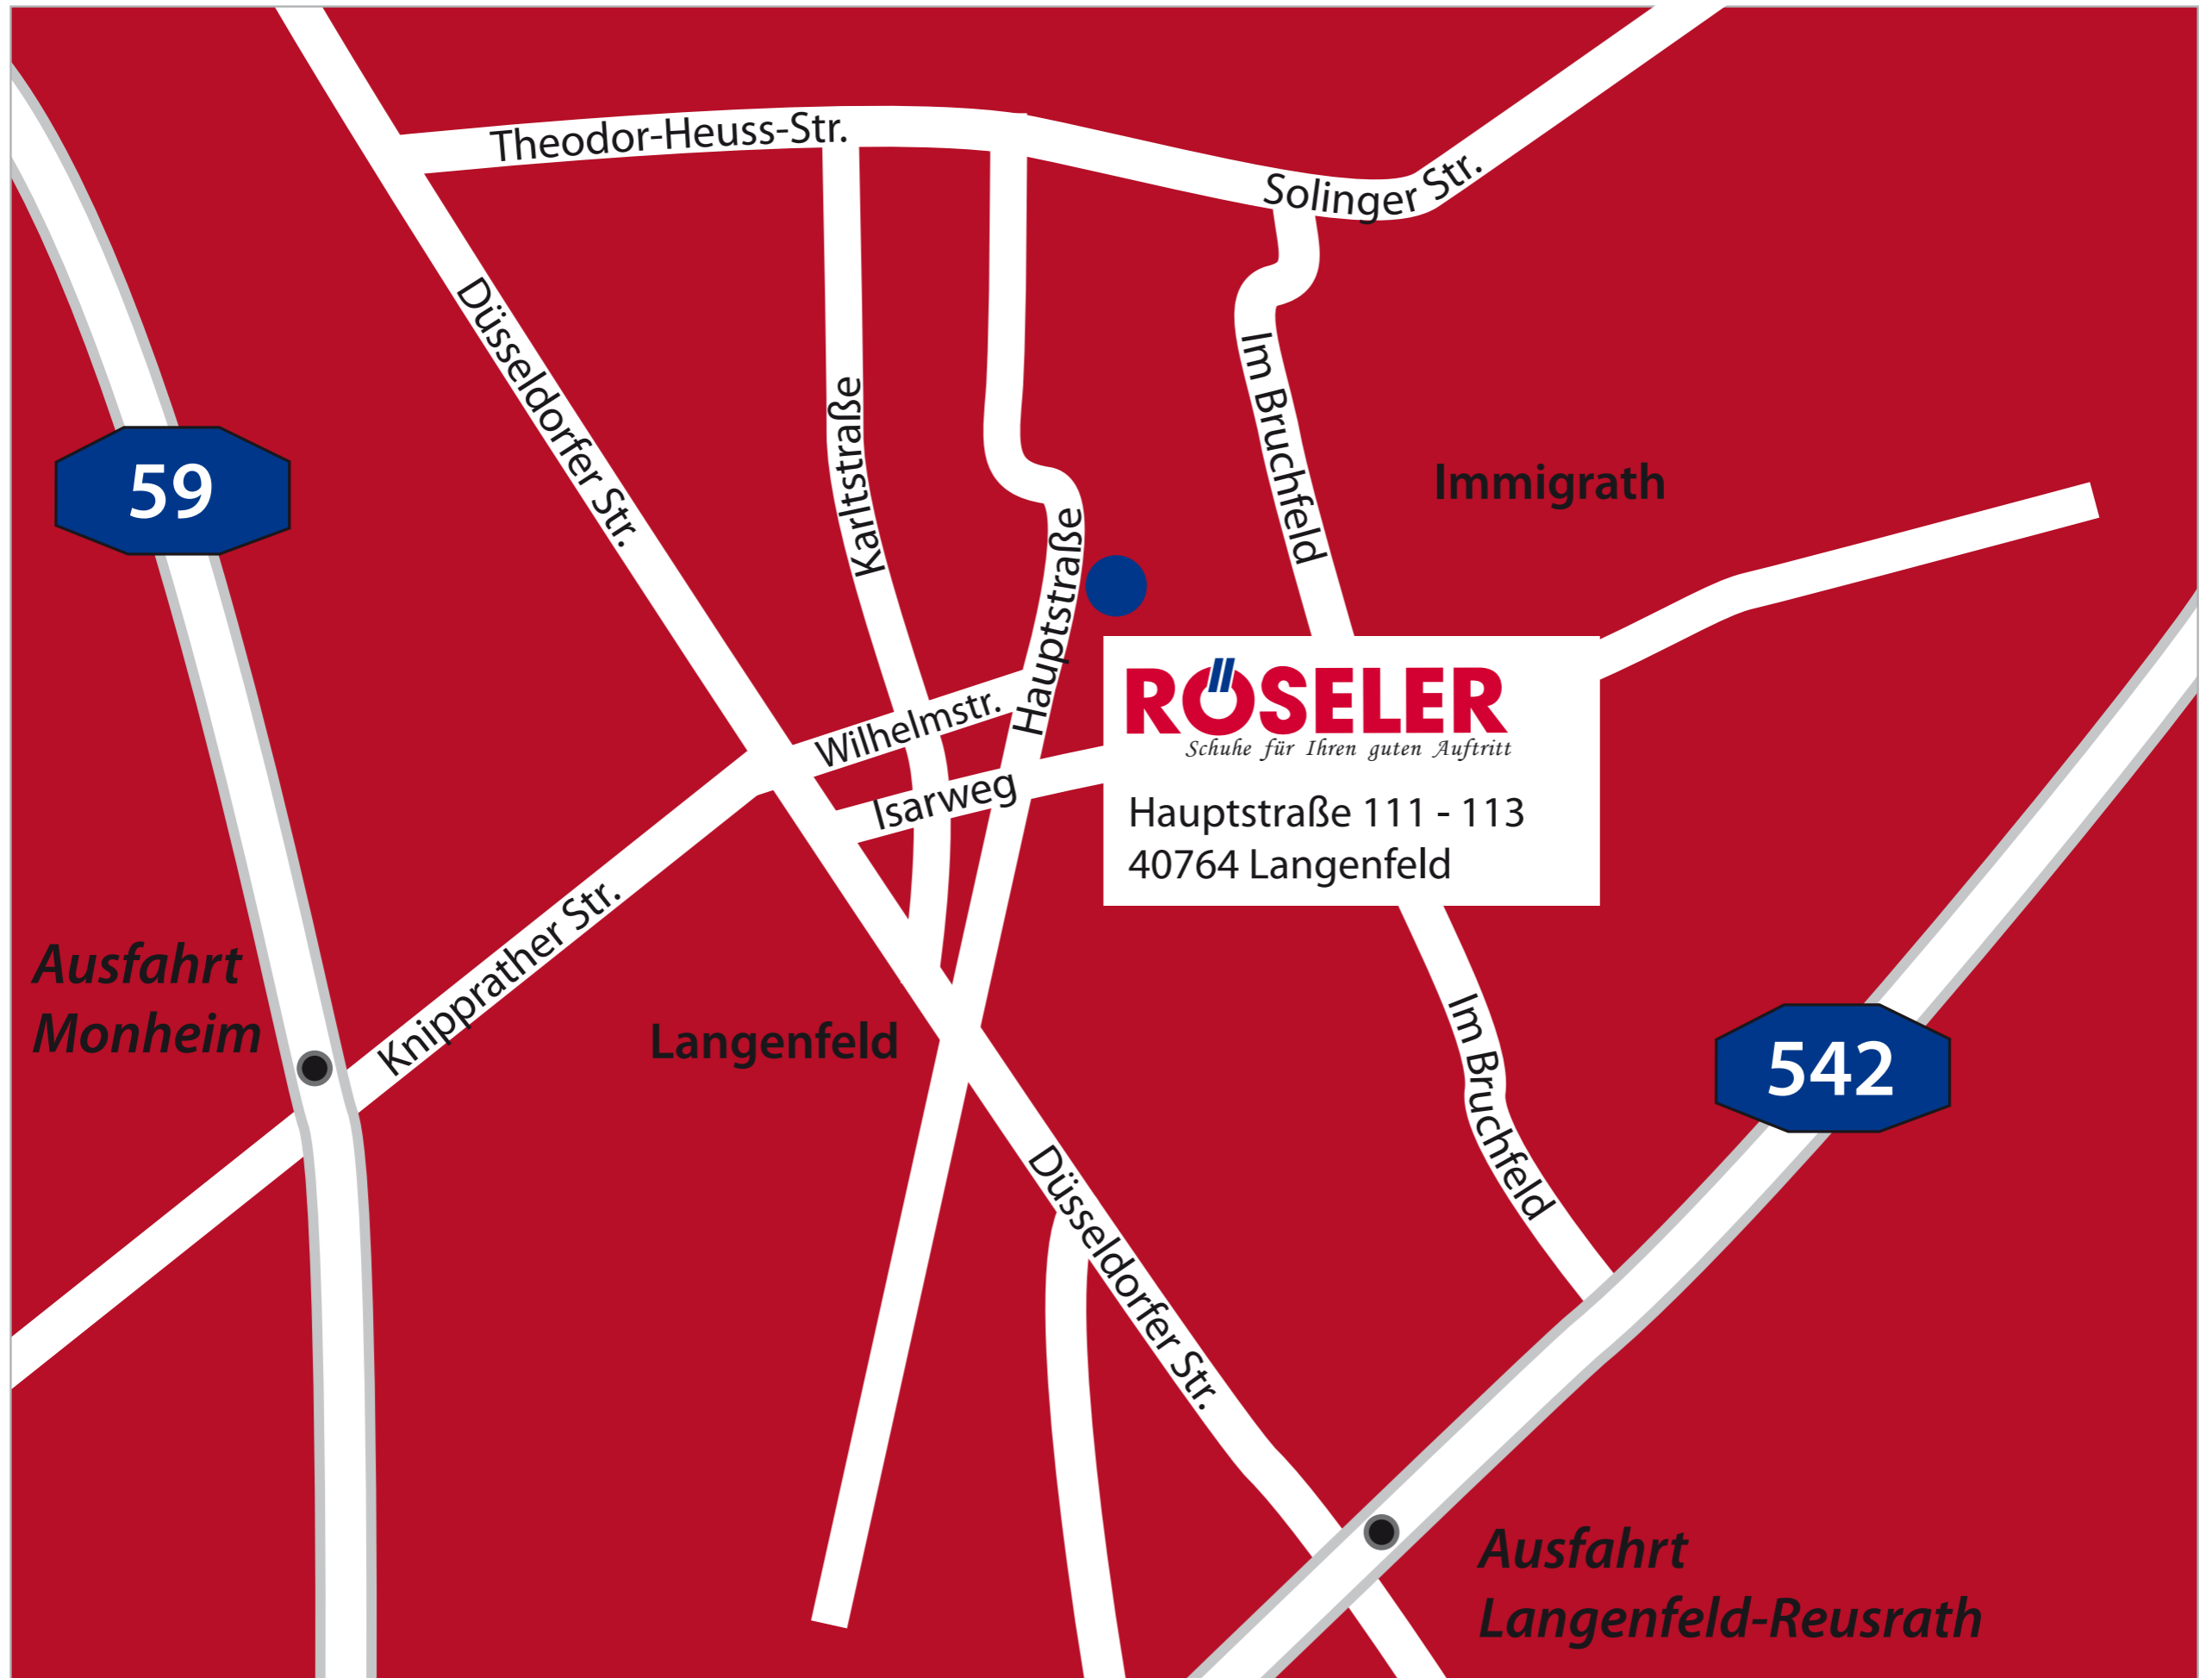 Theodor-Heuss-Str.
Solinger Str.
Düsseldorfer Str.
Karltstraße
Hauptstraße
Im Bruchfeld
Immigrath
59
Wilhelmstr.
Isarweg
RÖSELER
Schuhe für Ihren guten Auftritt
Hauptstraße 111 - 113
40764 Langenfeld
Knipprather Str.
Ausfahrt
Monheim
Langenfeld
Im Bruchfeld
542
Düsseldorfer Str.
Ausfahrt
Langenfeld-Reusrath